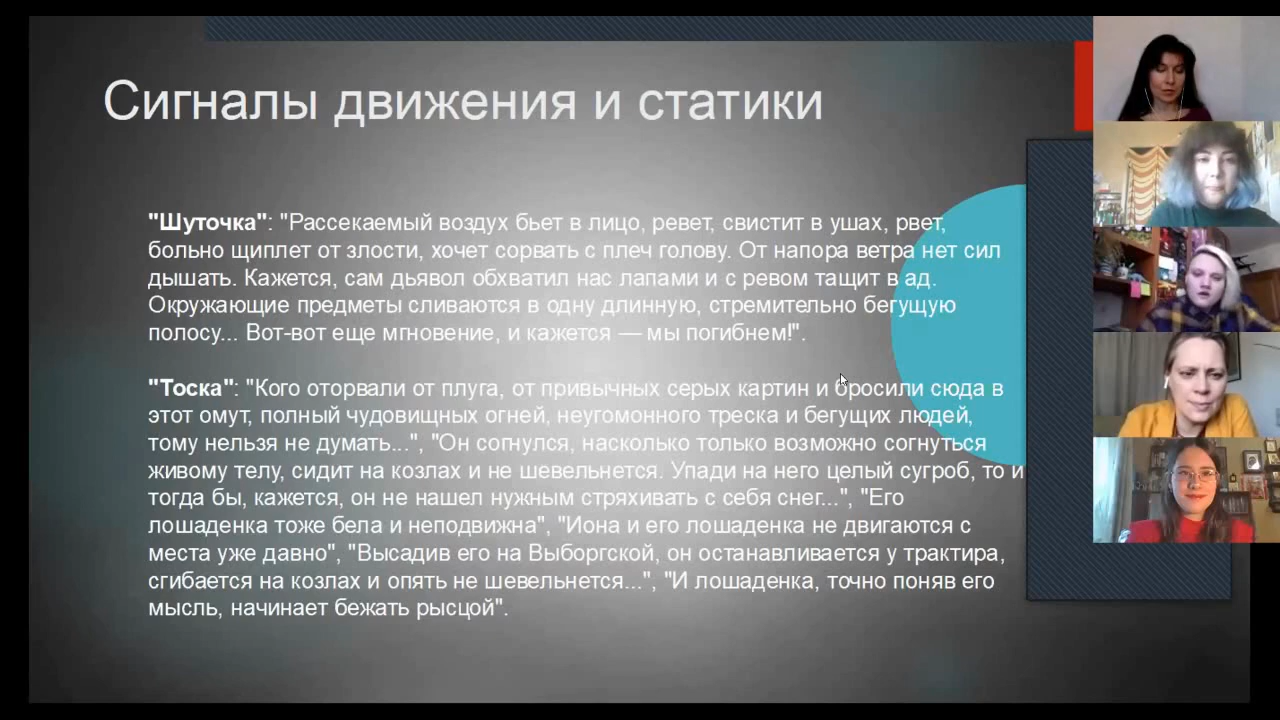 Сигналы движения и статики
"Шуточка": "Рассекаемый воздух бьет в лицо, ревет, свистит в ушах, рвет,
больно щиплет от злости, хочет сорвать с плеч голову. От напора ветра нет сил
дышать. Кажется, сам дьявол обхватил нас лапами и с ревом тащит в ад.
Окружающие предметы сливаются в одну длинную, стремительно бегущую
полосу... Вот-вот еще мгновение, и кажется — мы погибнем!".
"Тоска": "Кого оторвали от плуга, от привычных серых картин и бросили сюда в
этот омут, полный чудовищных огней, неугомонного треска и бегущих людей,
тому нельзя не думать...", "Он согнулся, насколько только возможно согнуться
живому телу, сидит на козлах и не шевельнется. Упади на него целый сугроб, то и
тогда бы, кажется, он не нашел нужным стряхивать с себя снег...", "Его
лошаденка тоже бела и неподвижна", "Иона и его лошаденка не двигаются с
места уже давно", "Высадив его на Выборгской, он останавливается у трактира,
сгибается на козлах и опять не шевельнется...", "И лошаденка, точно поняв его
мысль, начинает бежать рысцой".